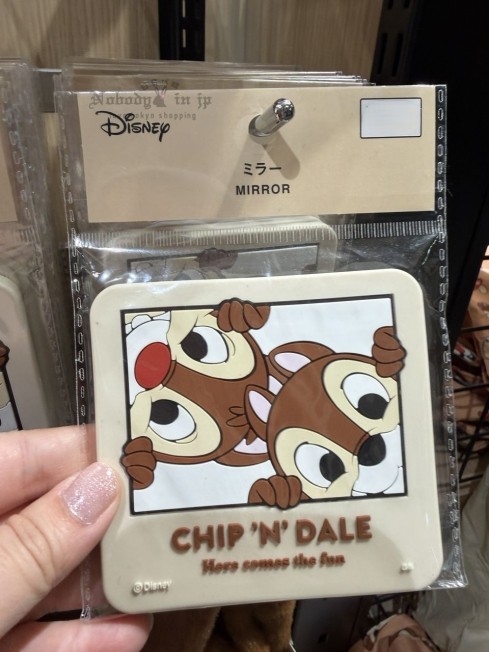 Nobody in jp
Tokyo shopping
Disney
ミラー
MIRROR
CHIP 'N' DALE
Here comes the fun
©Disney